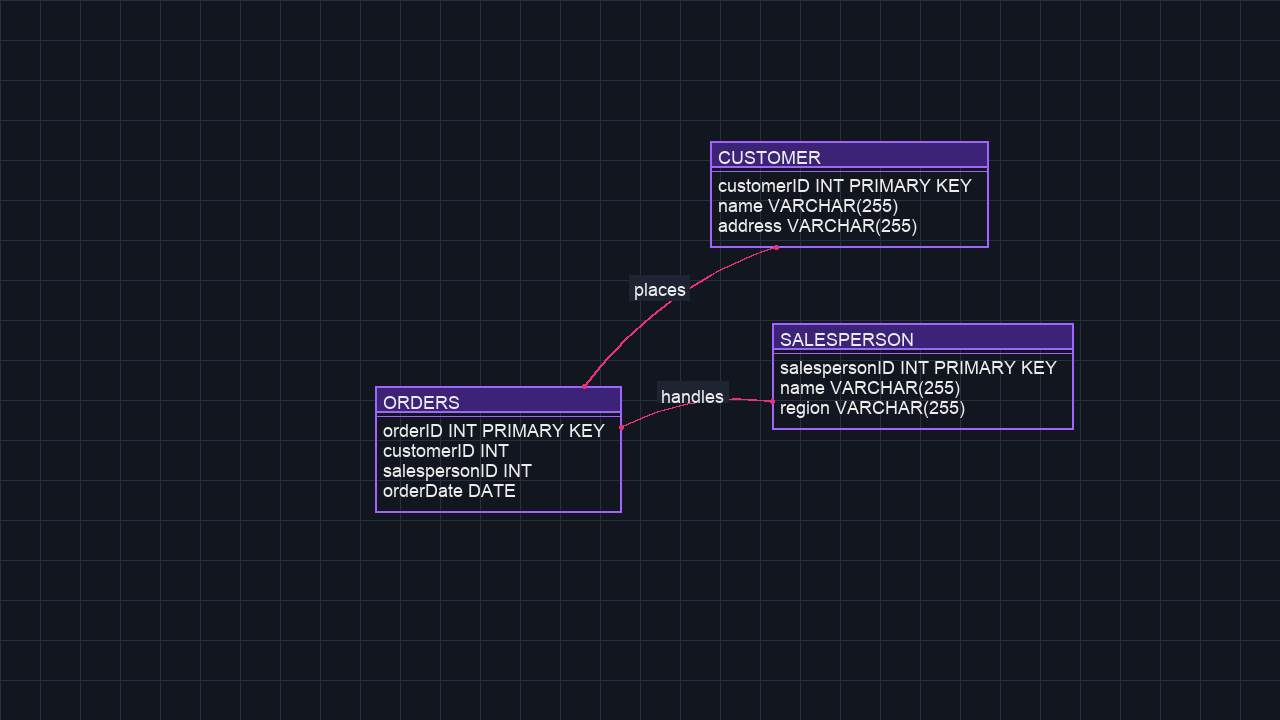 CUSTOMER
customerID INT PRIMARY KEY
name VARCHAR(255)
address VARCHAR(255)
places
SALESPERSON
salespersonID INT PRIMARY KEY
name VARCHAR(255)
region VARCHAR(255)
handles
ORDERS
orderID INT PRIMARY KEY
customerID INT
salespersonID INT
orderDate DATE